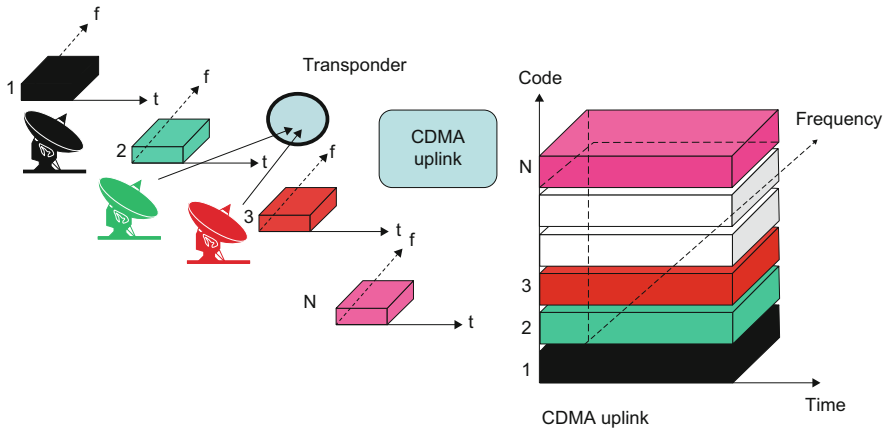 f
1
t
f
2
t
Transponder
f
3
t
CDMA
uplink
f
N
t
Code
Frequency
N
3
2
1
Time
CDMA uplink